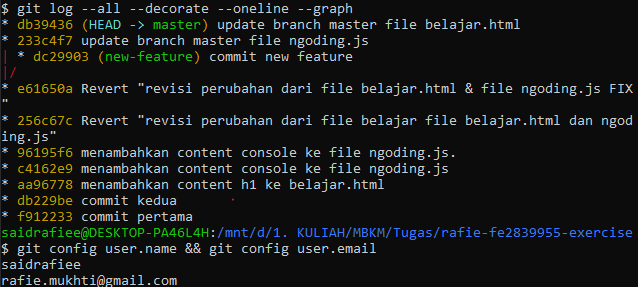 $ git log --all --decorate --oneline --graph
* db39436 (HEAD -> master) update branch master file belajar.html
* 233c4f7 update branch master file ngoding.js
| * dc29903 (new-feature) commit new feature
|/
* e61650a Revert "revisi perubahan dari file belajar.html & file ngoding.js FIX
"
* 256c67c Revert "revisi perubahan dari file belajar file belajar.html dan ngod
ing.js"
* 96195f6 menambahkan content console ke file ngoding.js.
* c4162e9 menambahkan content console ke file ngoding.js
* aa96778 menambahkan content h1 ke belajar.html
* db229be commit kedua
* f912233 commit pertama
saidrafiee@DESKTOP-PA46L4H:/mnt/d/1. KULIAH/MBKM/Tugas/rafie-fe2839955-exercise
$ git config user.name && git config user.email
saidrafiee
rafie.mukhti@gmail.com